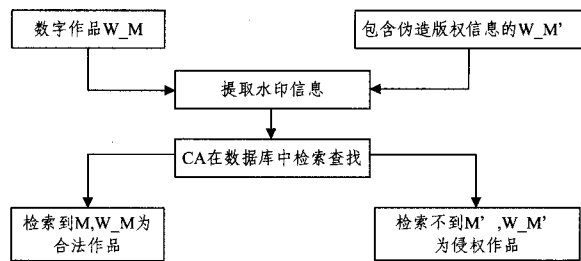 数字作品W_M
包含伪造版权信息的W_M’
提取水印信息
CA在数据库中检索查找
检索到M,W_M为
合法作品
检索不到M’,W_M’
为侵权作品